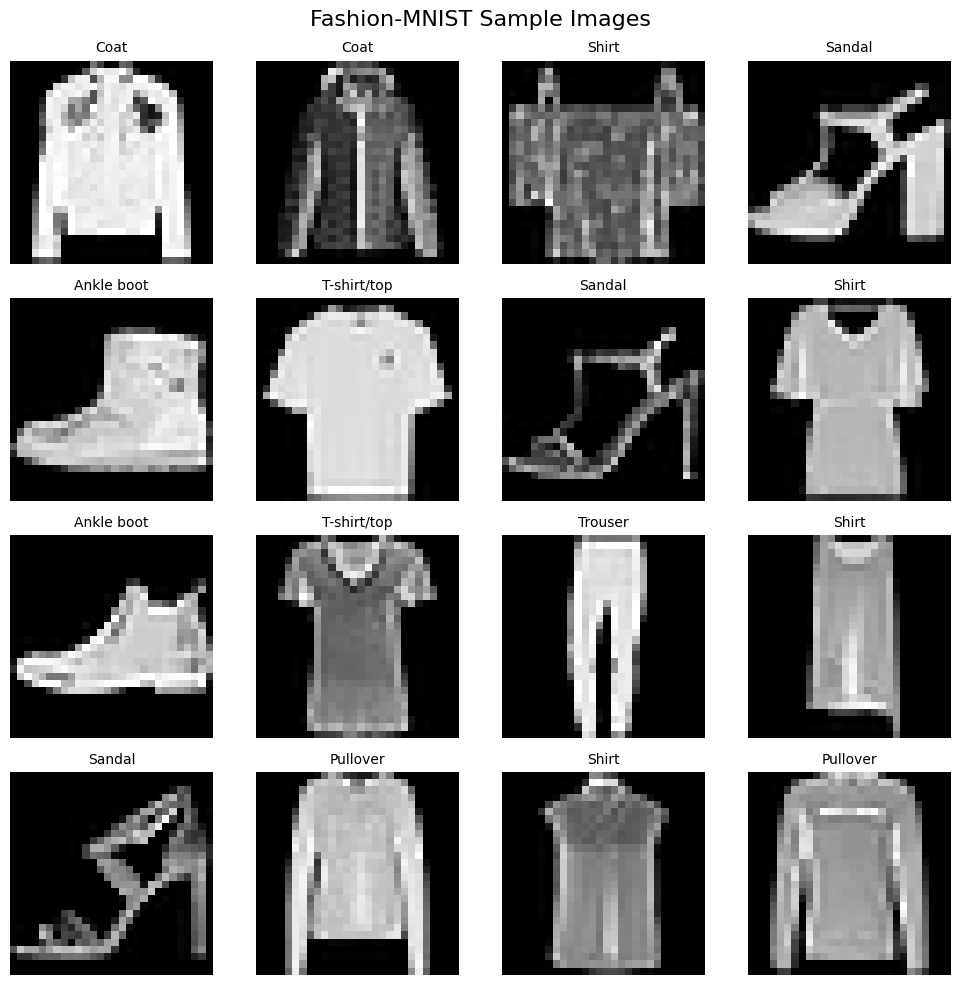 Fashion-MNIST Sample Images
Coat Coat Shirt Sandal
Ankle boot T-shirt/top Sandal Shirt
Ankle boot T-shirt/top Trouser Shirt
Sandal Pullover Shirt Pullover